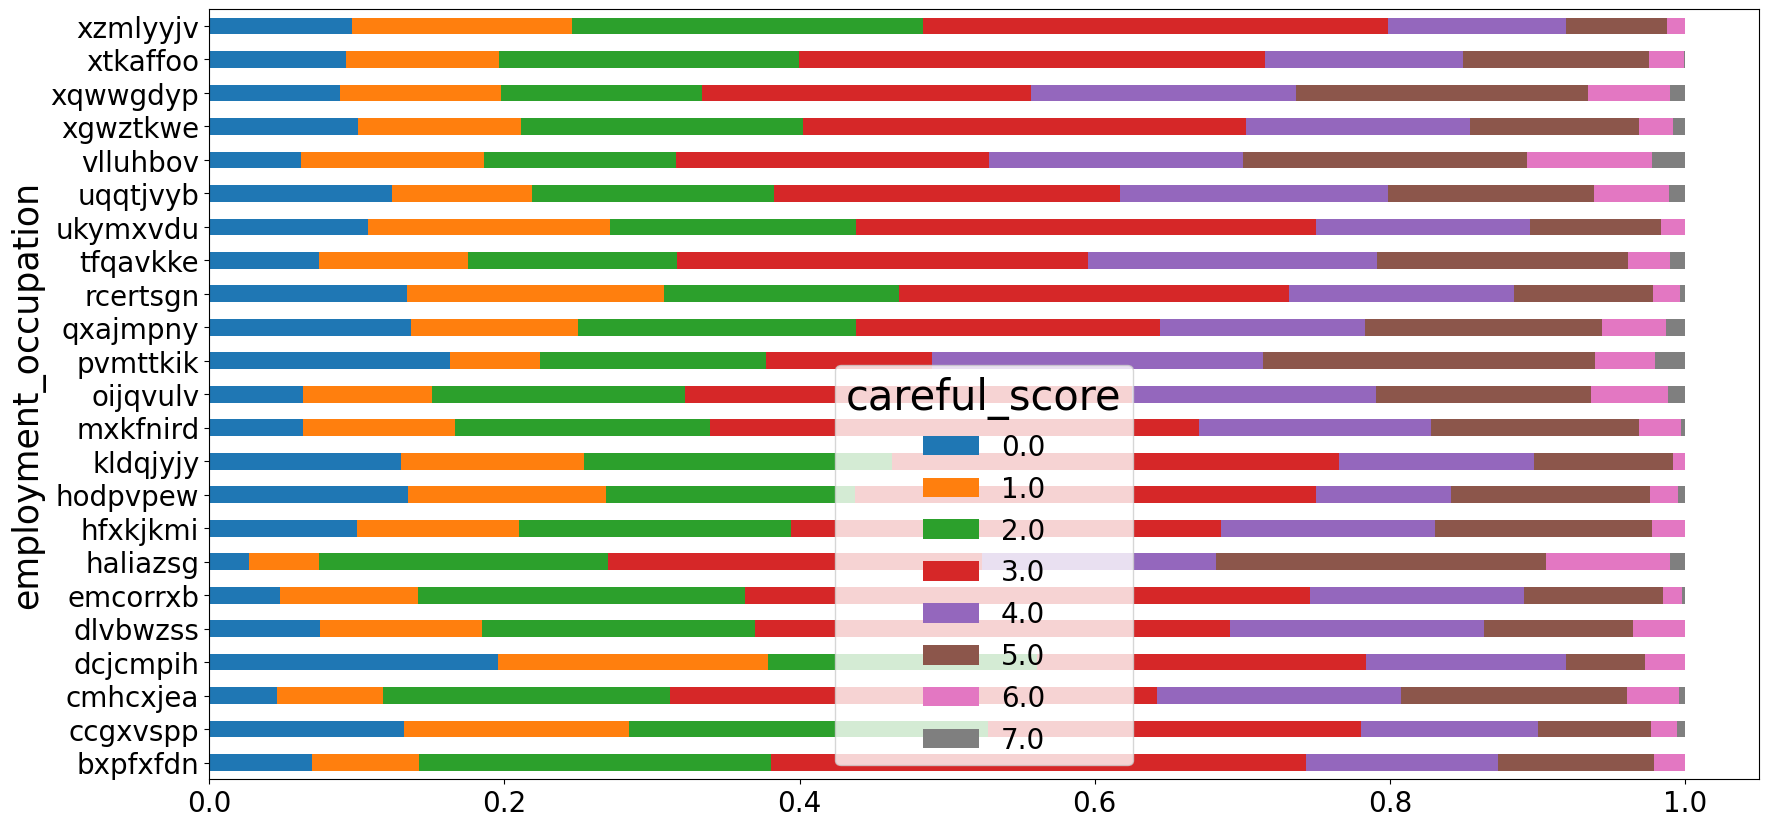 employment_occupation
xzmlyyjv
xtkaffoo
xqwwgdyp
xgwztkwe
vlluhbov
uqqtjvyb
ukymxvdu
tfqavkke
rcertsgn
qxajmpny
pvmttkik
oijqvulv
mxkfnird
kldqjyjy
hodpvpew
hfxkjkmi
haliazsg
emcorrxb
dlvbwzss
dcjcmpih
cmhcxjea
ccgxvspp
bxpfxfdn
careful_score
0.0
1.0
2.0
3.0
4.0
5.0
6.0
7.0
0.0 0.2 0.4 0.6 0.8 1.0